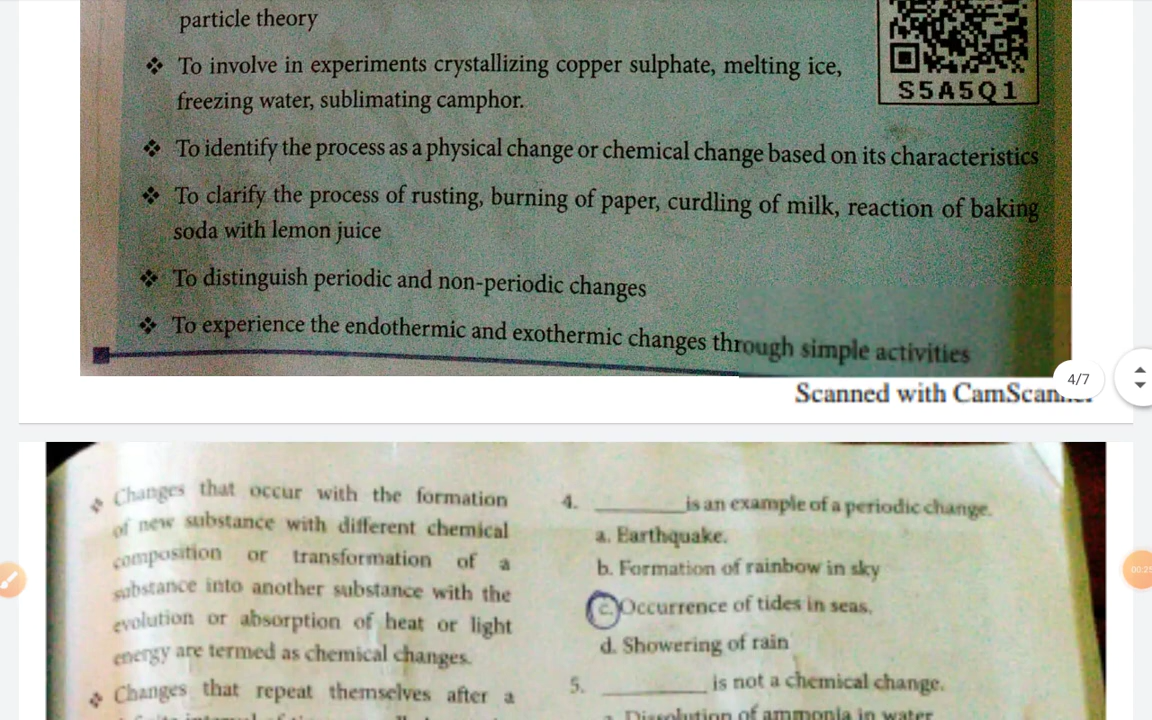 particle theory
❖ To involve in experiments crystallizing copper sulphate, melting ice,
freezing water, sublimating camphor.
S5A5Q1
❖ To identify the process as a physical change or chemical change based on its characteristics
❖ To clarify the process of rusting, burning of paper, curdling of milk, reaction of baking
soda with lemon juice
❖ To distinguish periodic and non-periodic changes
❖ To experience the endothermic and exothermic changes through simple activities
4/7
Scanned with CamScan
❖ Changes that occur with the formation
of new substance with different chemical
composition or transformation of a
substance into another substance with the
evolution or absorption of heat or light
energy are termed as chemical changes.
❖ Changes that repeat themselves after a
4. ________ is an example of a periodic change.
a. Earthquake.
b. Formation of rainbow in sky
c. Occurrence of tides in seas.
d. Showering of rain
5. ________ is not a chemical change.
a. Dissolution of ammonia in water
00:25